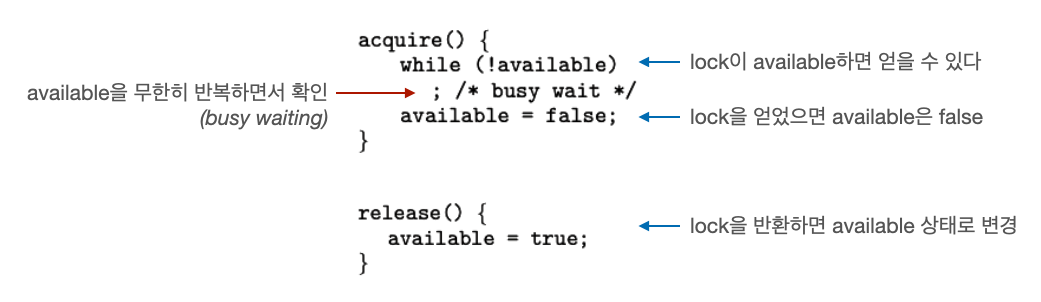 acquire() {
while (!available)
lock이 available하면 얻을 수 있다
available을 무한히 반복하면서 확인
(busy waiting)
; /* busy wait */
available = false;
lock을 얻었으면 available은 false
}
release() {
available = true;
lock을 반환하면 available 상태로 변경
}